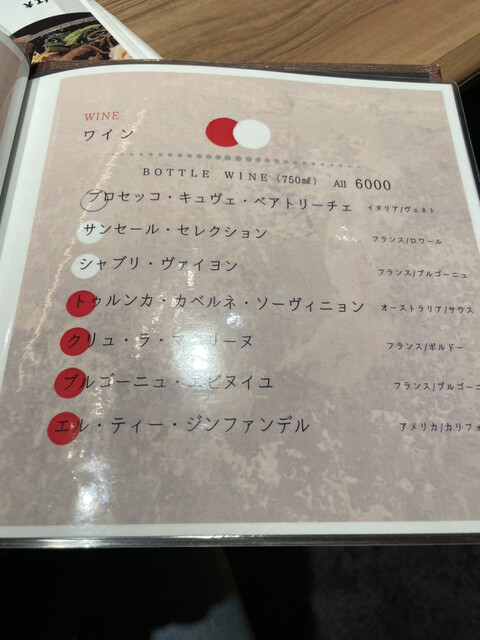 WINE
ワイン
BOTTLE WINE (750㎖) All 6000
プロセッコ・キュヴェ・ベアトリーチェ イタリア/ヴェネト
サンセール・セレクション フランス/ロワール
シャブリ・ヴァイヨン フランス/ブルゴーニュ
トゥルンカ・カベルネ・ソーヴィニョン オーストラリア/サウス
クリュ・ラ・マ リーヌ フランス/ボルドー
ブルゴーニュ・エピヌイユ フランス/ブルゴーニ
エル・ティー・ジンファンデル アメリカ/カリフォ